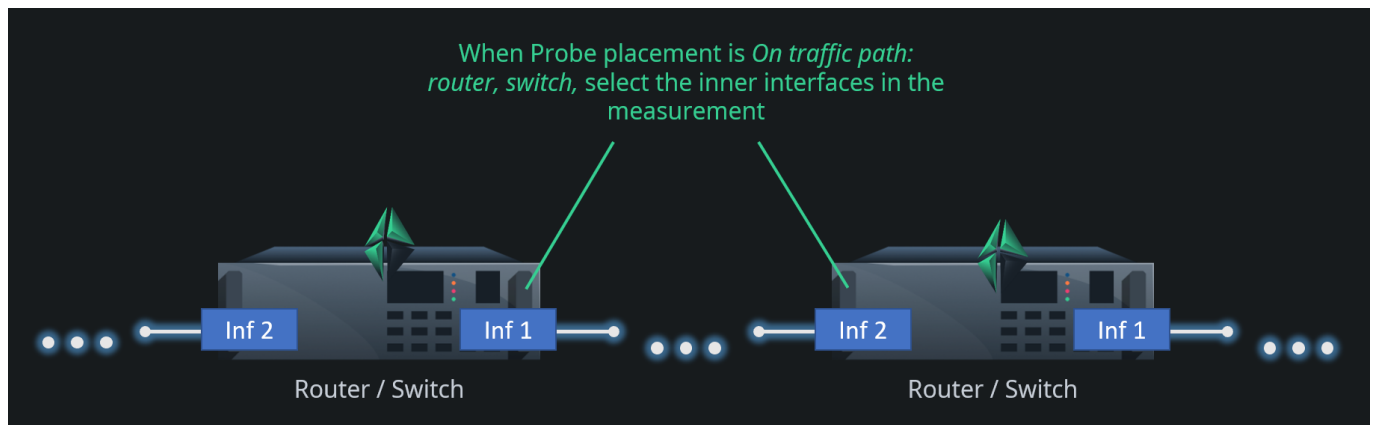 When Probe placement is On traffic path:
router, switch, select the inner interfaces in the
measurement
Inf 2
Inf 1
Inf 2
Inf 1
Router / Switch
Router / Switch